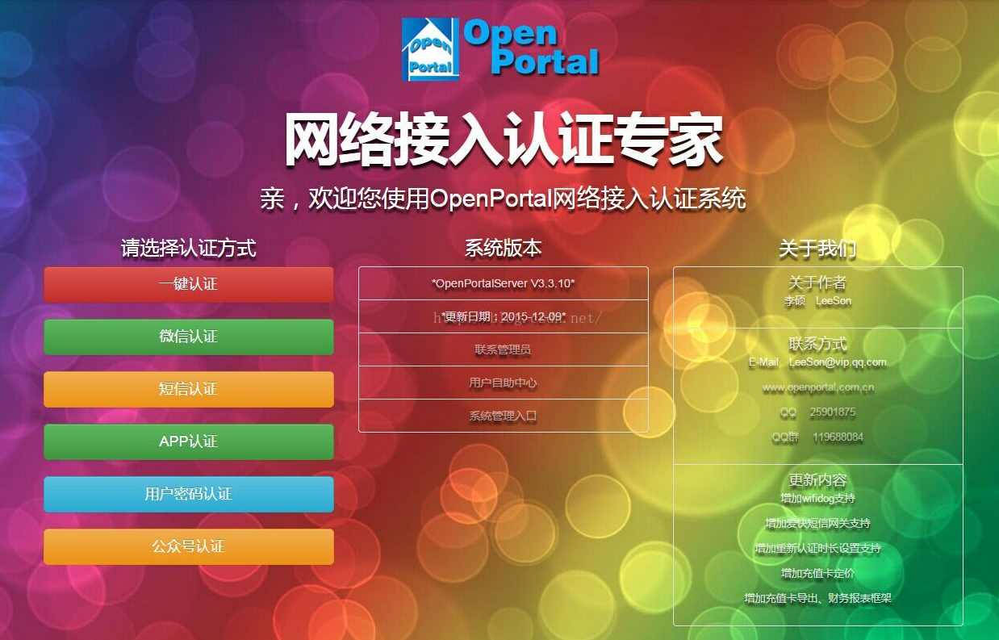 Open
Portal
Open
Portal
网络接入认证专家
亲，欢迎您使用OpenPortal网络接入认证系统
请选择认证方式
一键认证
微信认证
短信认证
APP认证
用户密码认证
公众号认证
系统版本
*OpenPortalServer V3.3.10*
*更新日期：2015-12-09*
联系管理员
用户自助中心
系统管理入口
关于我们
关于作者
李硕 LeeSon
联系方式
E-Mail LeeSon@vip.qq.com
www.openportal.com.cn
QQ 25901875
QQ群 119688084
更新内容
增加wifidog支持
增加爱快短信网关支持
增加重新认证时长设置支持
增加充值卡定价
增加充值卡导出、财务报表框架